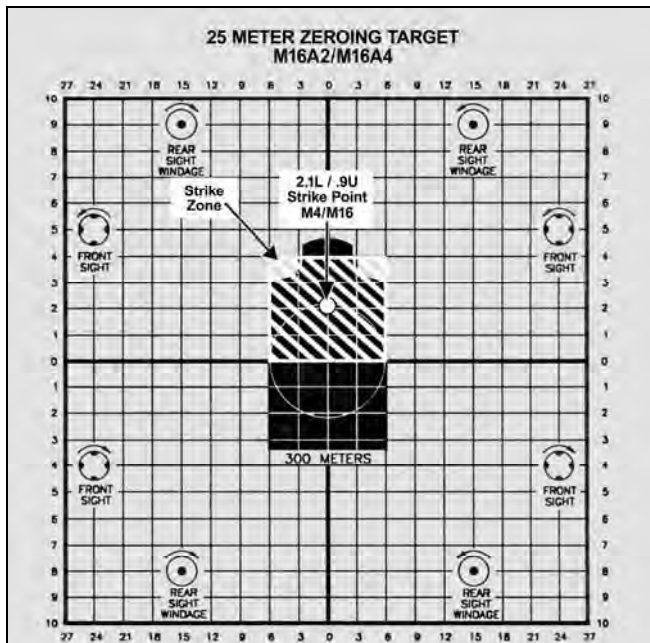 25 METER ZEROING TARGET
M16A2/M16A4
27 24 21 18 15 12 9 6 3 0 3 6 9 12 15 18 21 24 27
10 10
9 9
8 8
REAR
SIGHT
WINDAGE
REAR
SIGHT
WINDAGE
7 7
Strike
Zone
2.1L / .9U
Strike Point
M4/M16
6 6
5 5
FRONT
SIGHT
FRONT
SIGHT
4 4
3 3
2 2
1 1
0 0
1 1
2 2
3 3
300 METERS
4 4
FRONT
SIGHT
FRONT
SIGHT
5 5
6 6
7 7
8 8
REAR
SIGHT
WINDAGE
REAR
SIGHT
WINDAGE
9 9
10 10
27 24 21 18 15 12 9 6 3 0 3 6 9 12 15 18 21 24 27